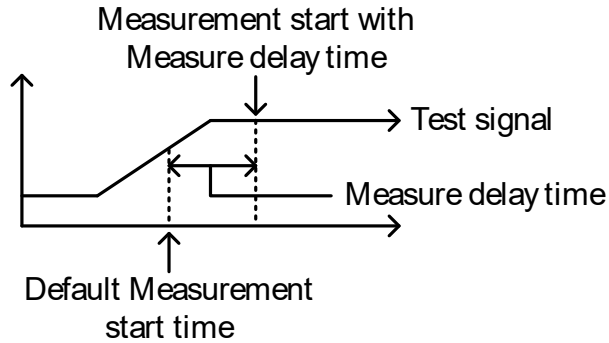 Measurement start with
Measure delay time
Test signal
Measure delay time
Default Measurement
start time